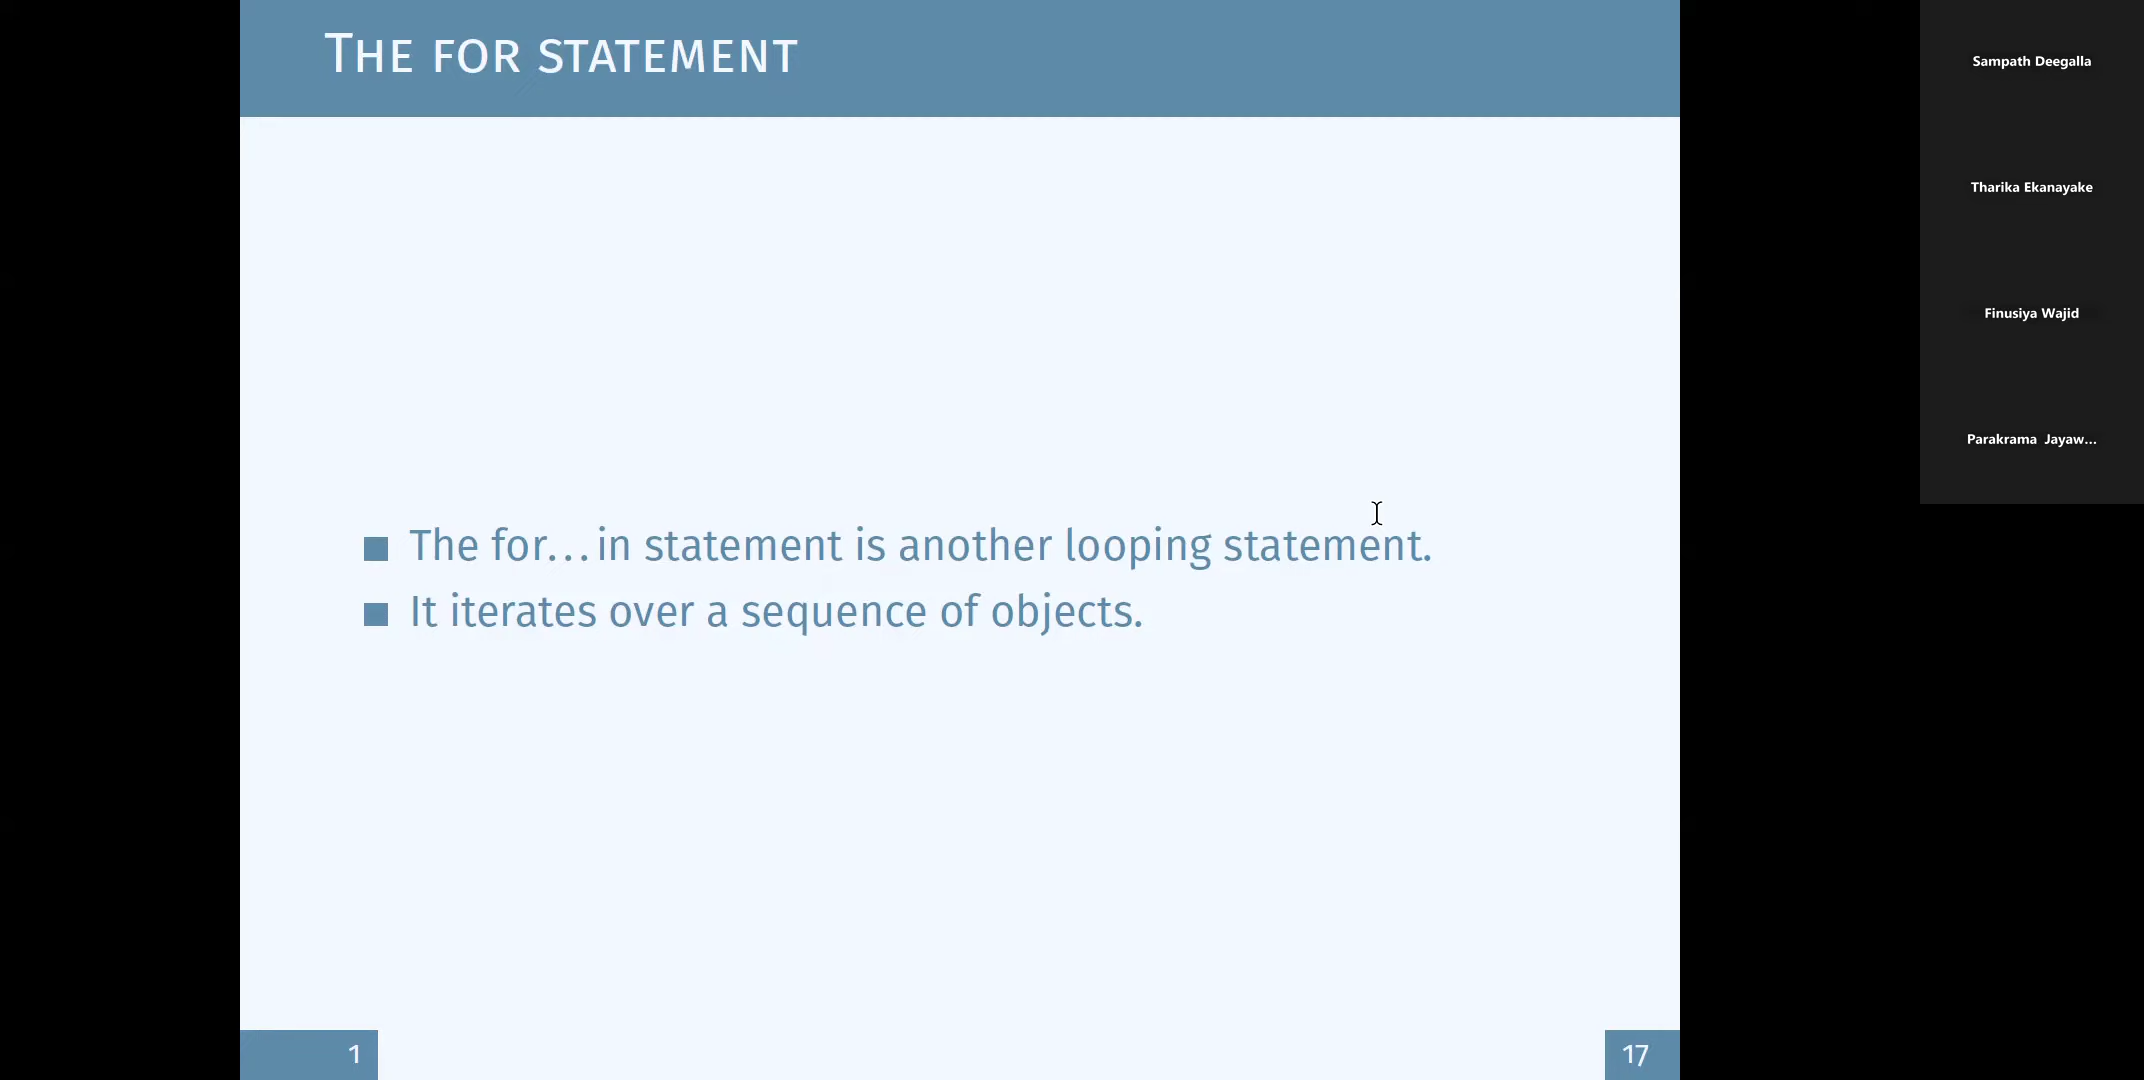 THE FOR STATEMENT
The for...in statement is another looping statement.
It iterates over a sequence of objects.
1
17
Sampath Deegalla
Tharika Ekanayake
Finusiya Wajid
Parakrama Jayaw...